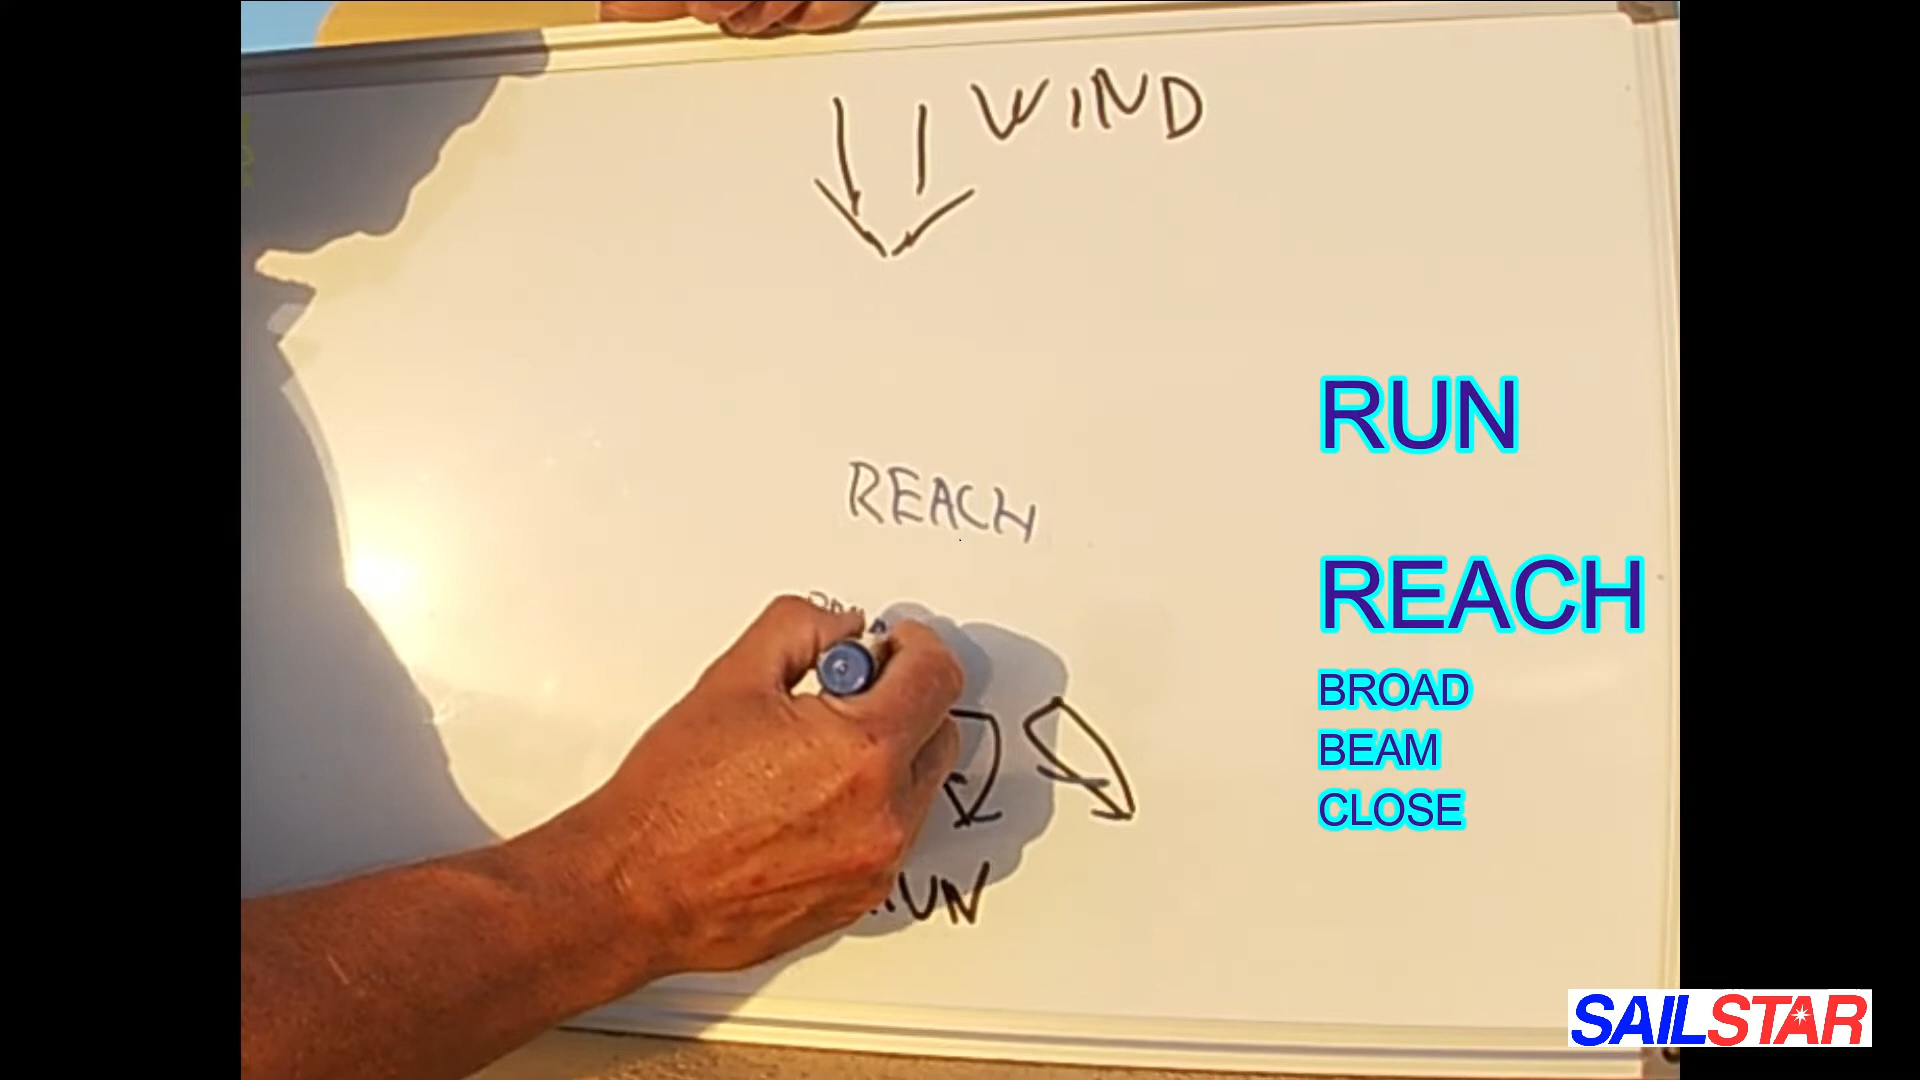 WIND
RUN
REACH
REACH
BROAD
BEAM
CLOSE
RUN
SAILSTAR